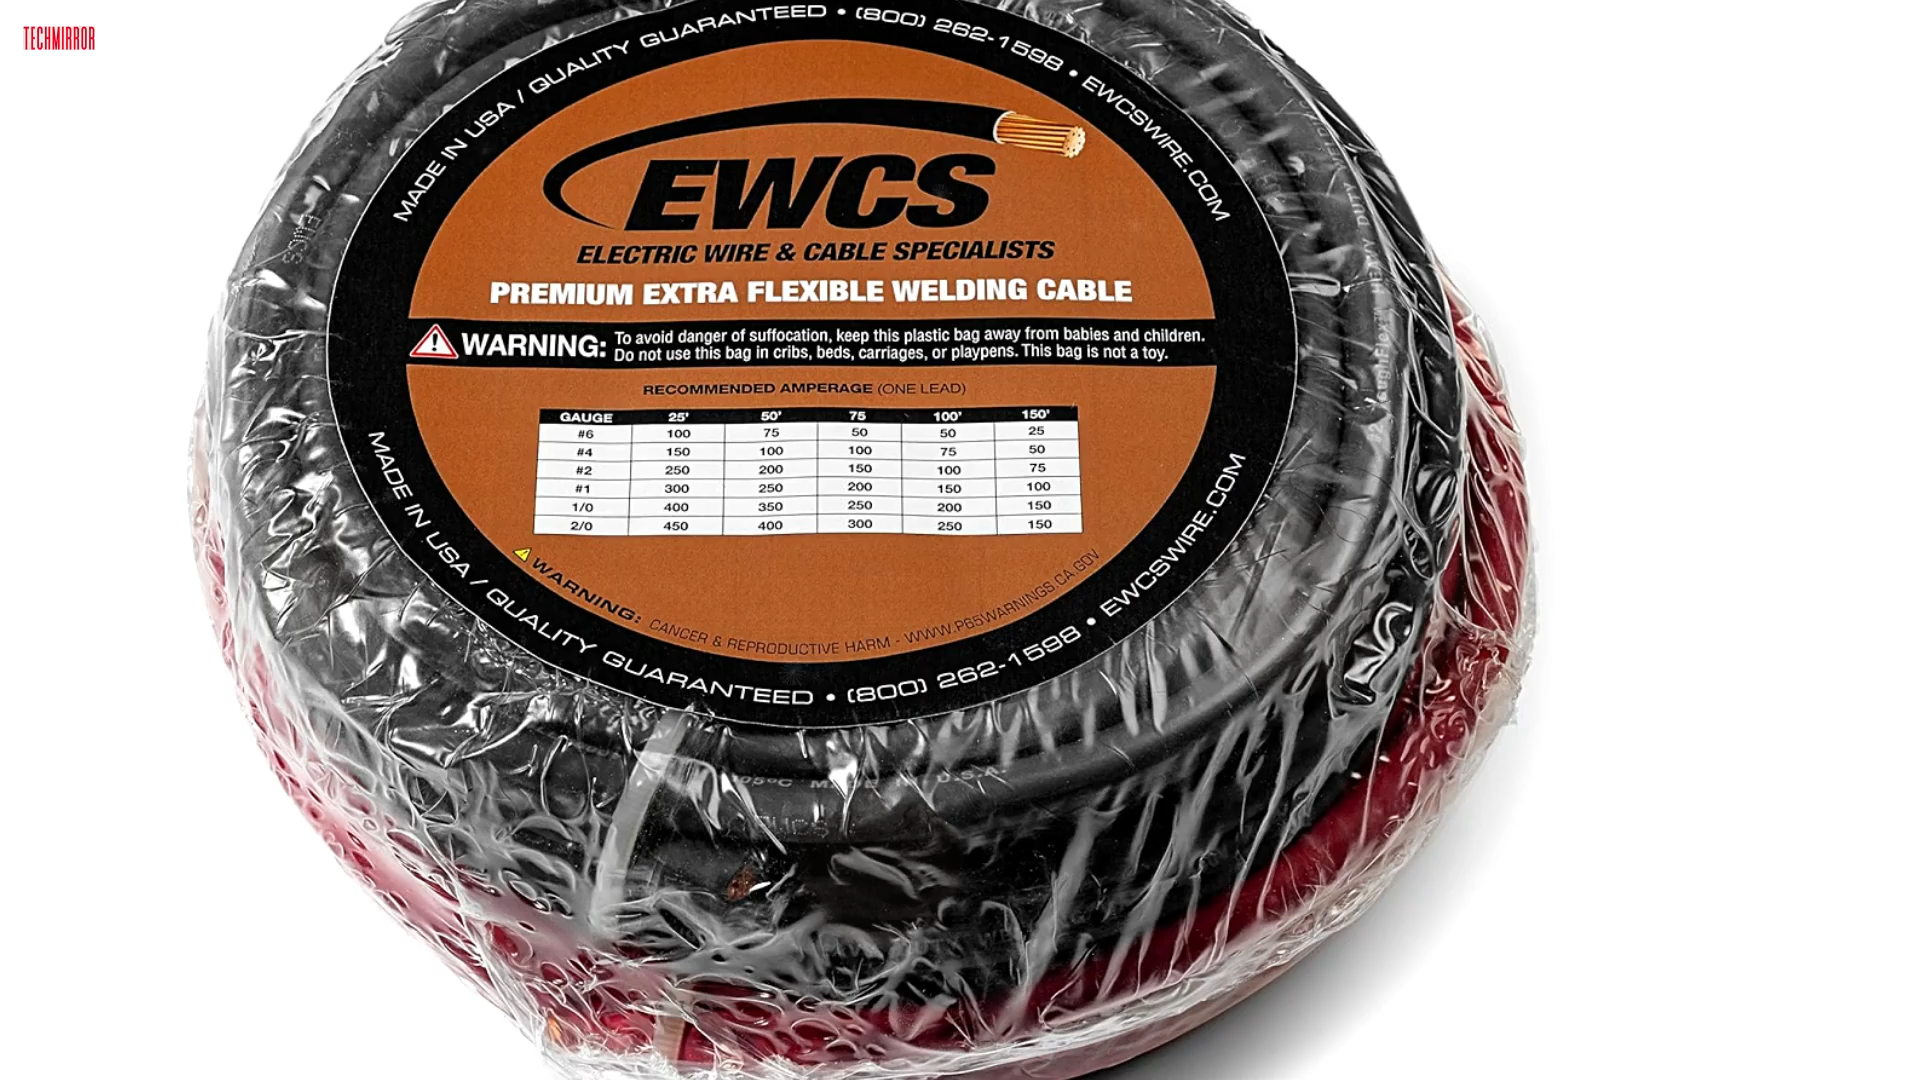 TECHMIRROR
MADE IN USA / QUALITY GUARANTEED • (800) 262-1598 • EWCSWIRE.COM
EWCS
ELECTRIC WIRE & CABLE SPECIALISTS
PREMIUM EXTRA FLEXIBLE WELDING CABLE
WARNING: To avoid danger of suffocation, keep this plastic bag away from babies and children.
Do not use this bag in cribs, beds, carriages, or playpens. This bag is not a toy.
RECOMMENDED AMPERAGE (ONE LEAD)
GAUGE 25' 50' 75 100' 150'
#6 100 75 50 50 25
#4 150 100 100 75 50
#2 250 200 150 100 75
#1 300 250 200 150 100
1/0 400 350 250 200 150
2/0 450 400 300 250 150
WARNING: CANCER & REPRODUCTIVE HARM - WWW.P65WARNINGS.CA.GOV
MADE IN USA / QUALITY GUARANTEED • (800) 262-1598 • EWCSWIRE.COM
U.S.A.